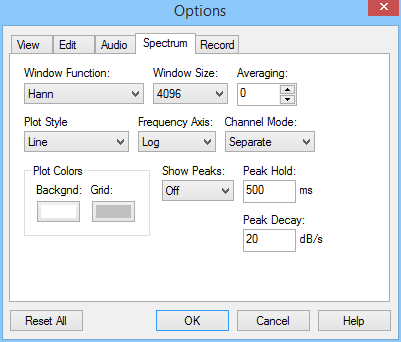 Options
View Edit Audio Spectrum Record
Window Function: Window Size: Averaging:
Hann 4096 0
Plot Style Frequency Axis: Channel Mode:
Line Log Separate
Plot Colors Show Peaks: Peak Hold:
Backgnd: Grid: Off 500 ms
Peak Decay:
20 dB/s
Reset All OK Cancel Help